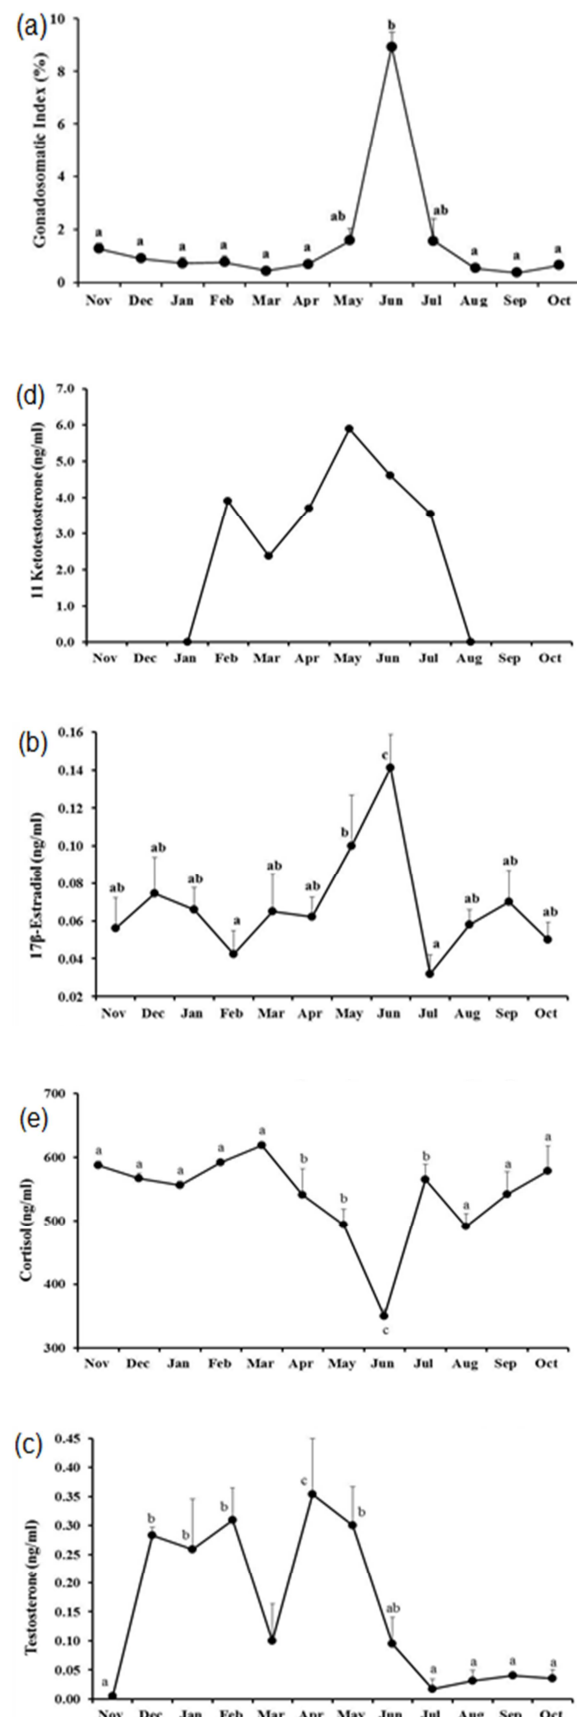 (a)
Gonadosomatic Index (%)
10
8
6
4
2
0
a a a a a a ab b ab a a a
Nov Dec Jan Feb Mar Apr May Jun Jul Aug Sep Oct
(d)
11 Ketotestosterone (ng/ml)
7.0
6.0
5.0
4.0
3.0
2.0
1.0
0.0
Nov Dec Jan Feb Mar Apr May Jun Jul Aug Sep Oct
(b)
17β-Estradiol (ng/ml)
0.16
0.14
0.12
0.10
0.08
0.06
0.04
0.02
ab ab ab a ab ab b c a ab ab ab
Nov Dec Jan Feb Mar Apr May Jun Jul Aug Sep Oct
(e)
Cortisol (ng/ml)
700
600
500
400
300
a a a a a b b c b a a a
Nov Dec Jan Feb Mar Apr May Jun Jul Aug Sep Oct
(c)
Testosterone (ng/ml)
0.45
0.40
0.35
0.30
0.25
0.20
0.15
0.10
0.05
0.00
a b b b c b ab a a a a
Nov Dec Jan Feb Mar Apr May Jun Jul Aug Sep Oct